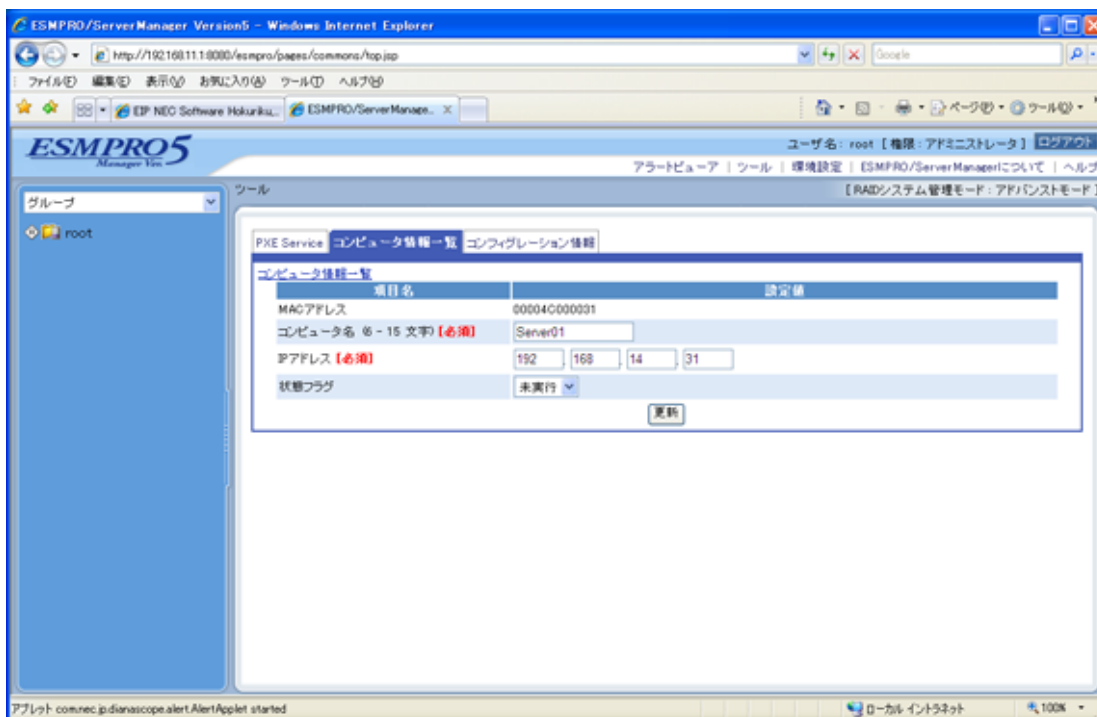 ESMPRO/ServerManager Version5 - Windows Internet Explorer
http://192.168.11.1:8080/esmpro/pages/commons/top.jsp
Google
ファイル(F) 編集(E) 表示(V) お気に入り(A) ツール(T) ヘルプ(H)
EIP NEC Software Hokuriku... ESMPRO/ServerManage... ページ(P) ツール(O)
ESMPRO5
Manager Ver.
ユーザ名: root [ 権限 : アドミニストレータ ] ログアウト
アラートビューア | ツール | 環境設定 | ESMPRO/ServerManagerについて | ヘルプ
グループ
ツール
[ RAIDシステム管理モード : アドバンストモード ]
root
PXE Service コンピュータ情報一覧 コンフィグレーション情報
コンピュータ情報一覧
項目名 設定値
MACアドレス 00004C000031
コンピュータ名 (6 - 15 文字) [必須] Server01
IPアドレス [必須] 192 . 168 . 14 . 31
状態フラグ 未実行
更新
アプレット com.nec.jp.dianascope.alert.AlertApplet started
ローカル イントラネット 100%